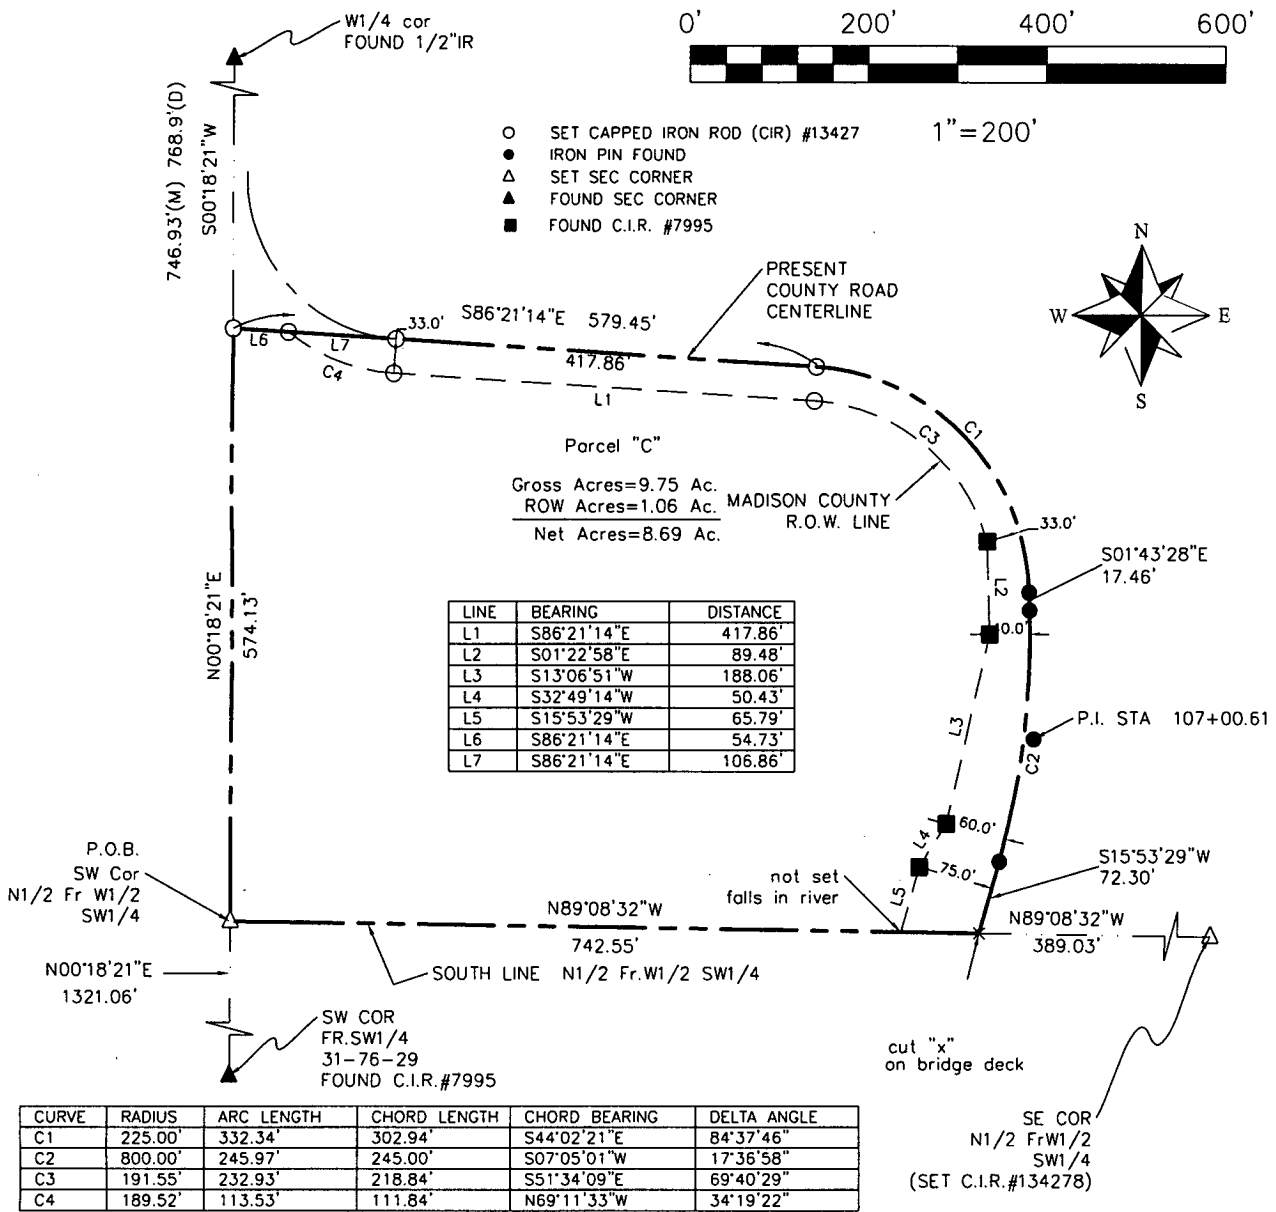 W1/4 cor
FOUND 1/2"IR
0' 200' 400' 600'
1"=200'
746.93'(M) 768.9'(D)
S00°18'21"W
SET CAPPED IRON ROD (CIR) #13427
IRON PIN FOUND
SET SEC CORNER
FOUND SEC CORNER
FOUND C.I.R. #7995
N
W E
S
PRESENT
COUNTY ROAD
CENTERLINE
S86°21'14"E 579.45'
33.0'
L6
L7
417.86'
C4
L1
C3
C1
Parcel "C"
Gross Acres=9.75 Ac.
ROW Acres=1.06 Ac.
Net Acres=8.69 Ac.
MADISON COUNTY
R.O.W. LINE
33.0'
S01°43'28"E
17.46'
N00°18'21"E
574.13'
LINE BEARING DISTANCE
L1 S86°21'14"E 417.86'
L2 S01°22'58"E 89.48'
L3 S13°06'51"W 188.06'
L4 S32°49'14"W 50.43'
L5 S15°53'29"W 65.79'
L6 S86°21'14"E 54.73'
L7 S86°21'14"E 106.86'
L2
40.0'
L3
P.I. STA 107+00.61
C2
60.0'
L4
75.0'
L5
S15°53'29"W
72.30'
P.O.B.
SW Cor
N1/2 Fr W1/2
SW1/4
not set
falls in river
N89°08'32"W
742.55'
N89°08'32"W
389.03'
SOUTH LINE N1/2 Fr.W1/2 SW1/4
N00°18'21"E
1321.06'
SW COR
FR.SW1/4
31-76-29
FOUND C.I.R.#7995
cut "x"
on bridge deck
SE COR
N1/2 FrW1/2
SW1/4
(SET C.I.R.#134278)
CURVE RADIUS ARC LENGTH CHORD LENGTH CHORD BEARING DELTA ANGLE
C1 225.00' 332.34' 302.94' S44°02'21"E 84°37'46"
C2 800.00' 245.97' 245.00' S07°05'01"W 17°36'58"
C3 191.55' 232.93' 218.84' S51°34'09"E 69°40'29"
C4 189.52' 113.53' 111.84' N69°11'33"W 34°19'22"